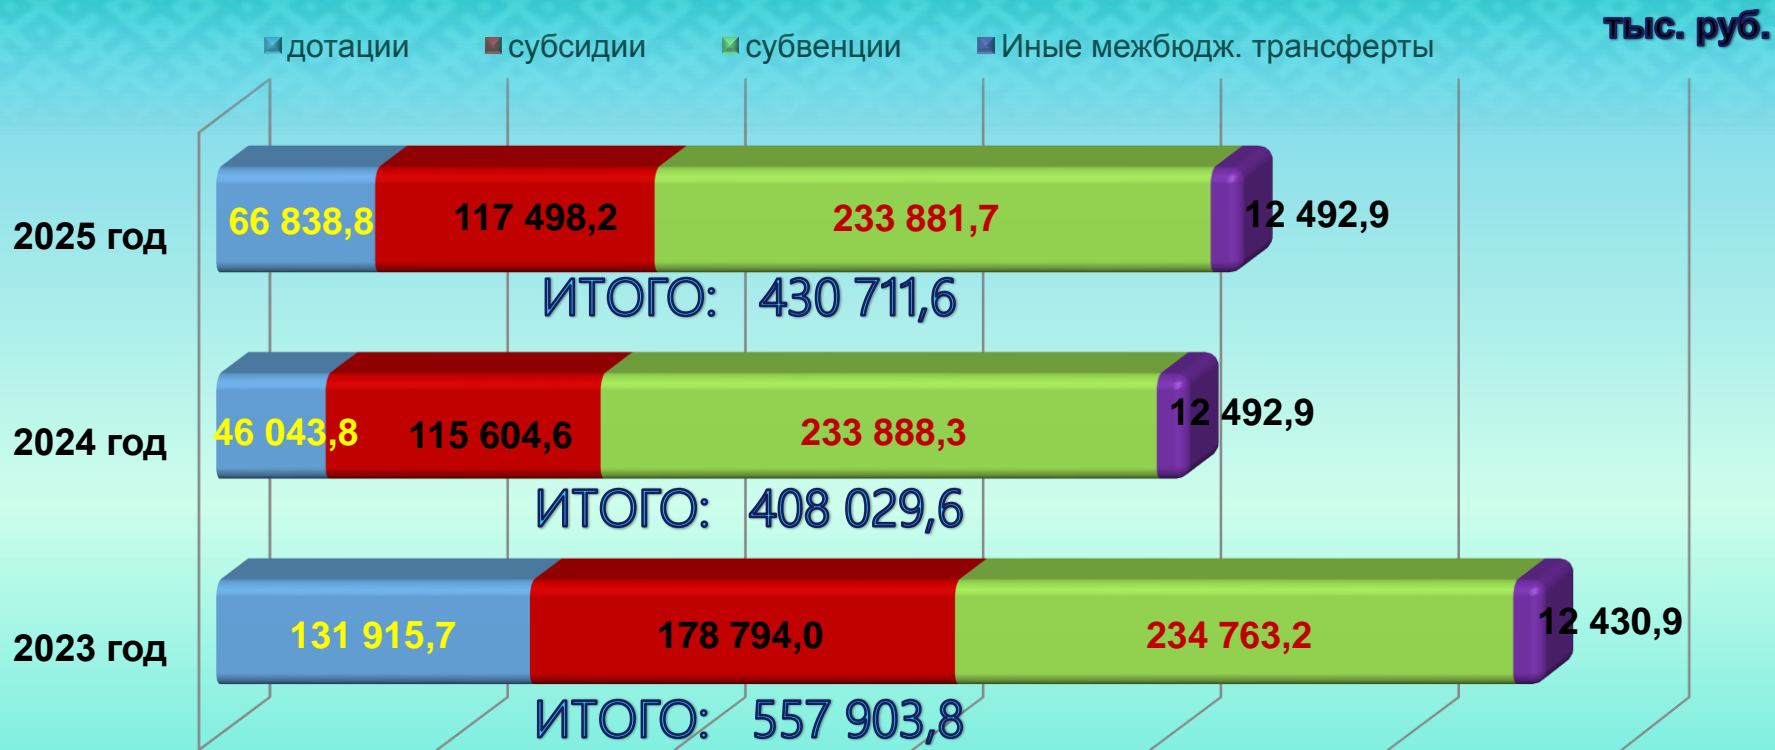 тыс. руб.
дотации субсидии субвенции Иные межбюдж. трансферты
2025 год 66 838,8 117 498,2 233 881,7 12 492,9
ИТОГО: 430 711,6
2024 год 46 043,8 115 604,6 233 888,3 12 492,9
ИТОГО: 408 029,6
2023 год 131 915,7 178 794,0 234 763,2 12 430,9
ИТОГО: 557 903,8